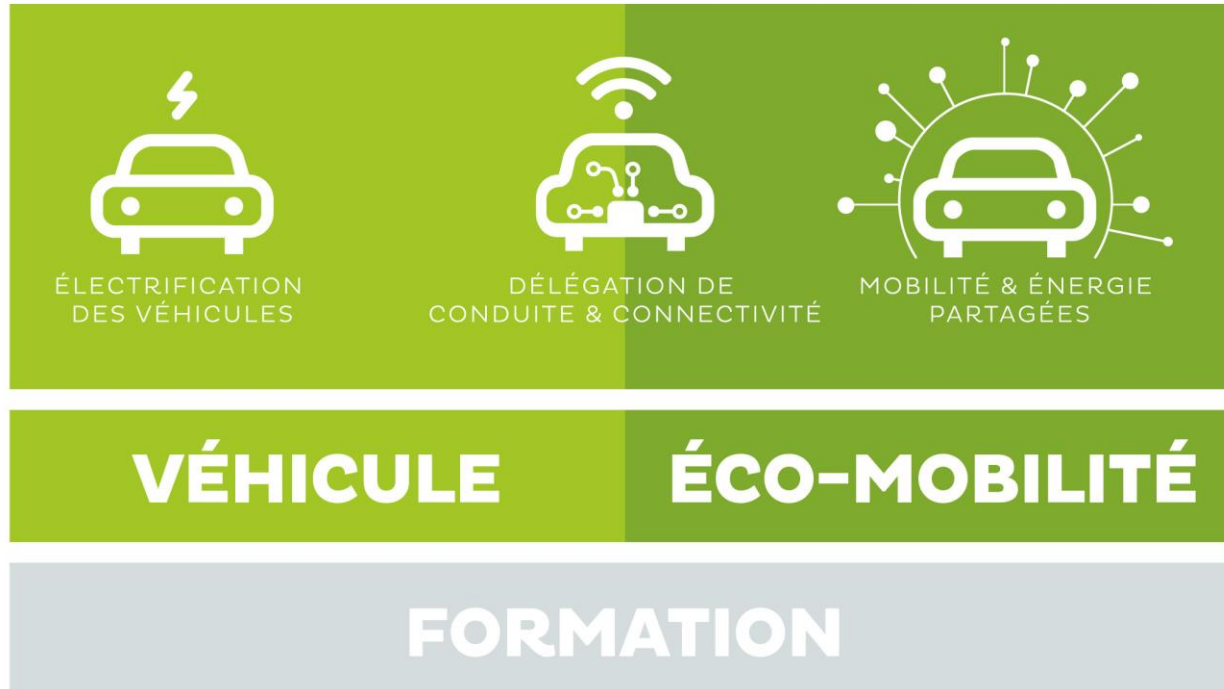 ÉLECTRIFICATION
DES VÉHICULES
DÉLÉGATION DE
CONDUITE & CONNECTIVITÉ
MOBILITÉ & ÉNERGIE
PARTAGÉES
VÉHICULE
ÉCO-MOBILITÉ
FORMATION